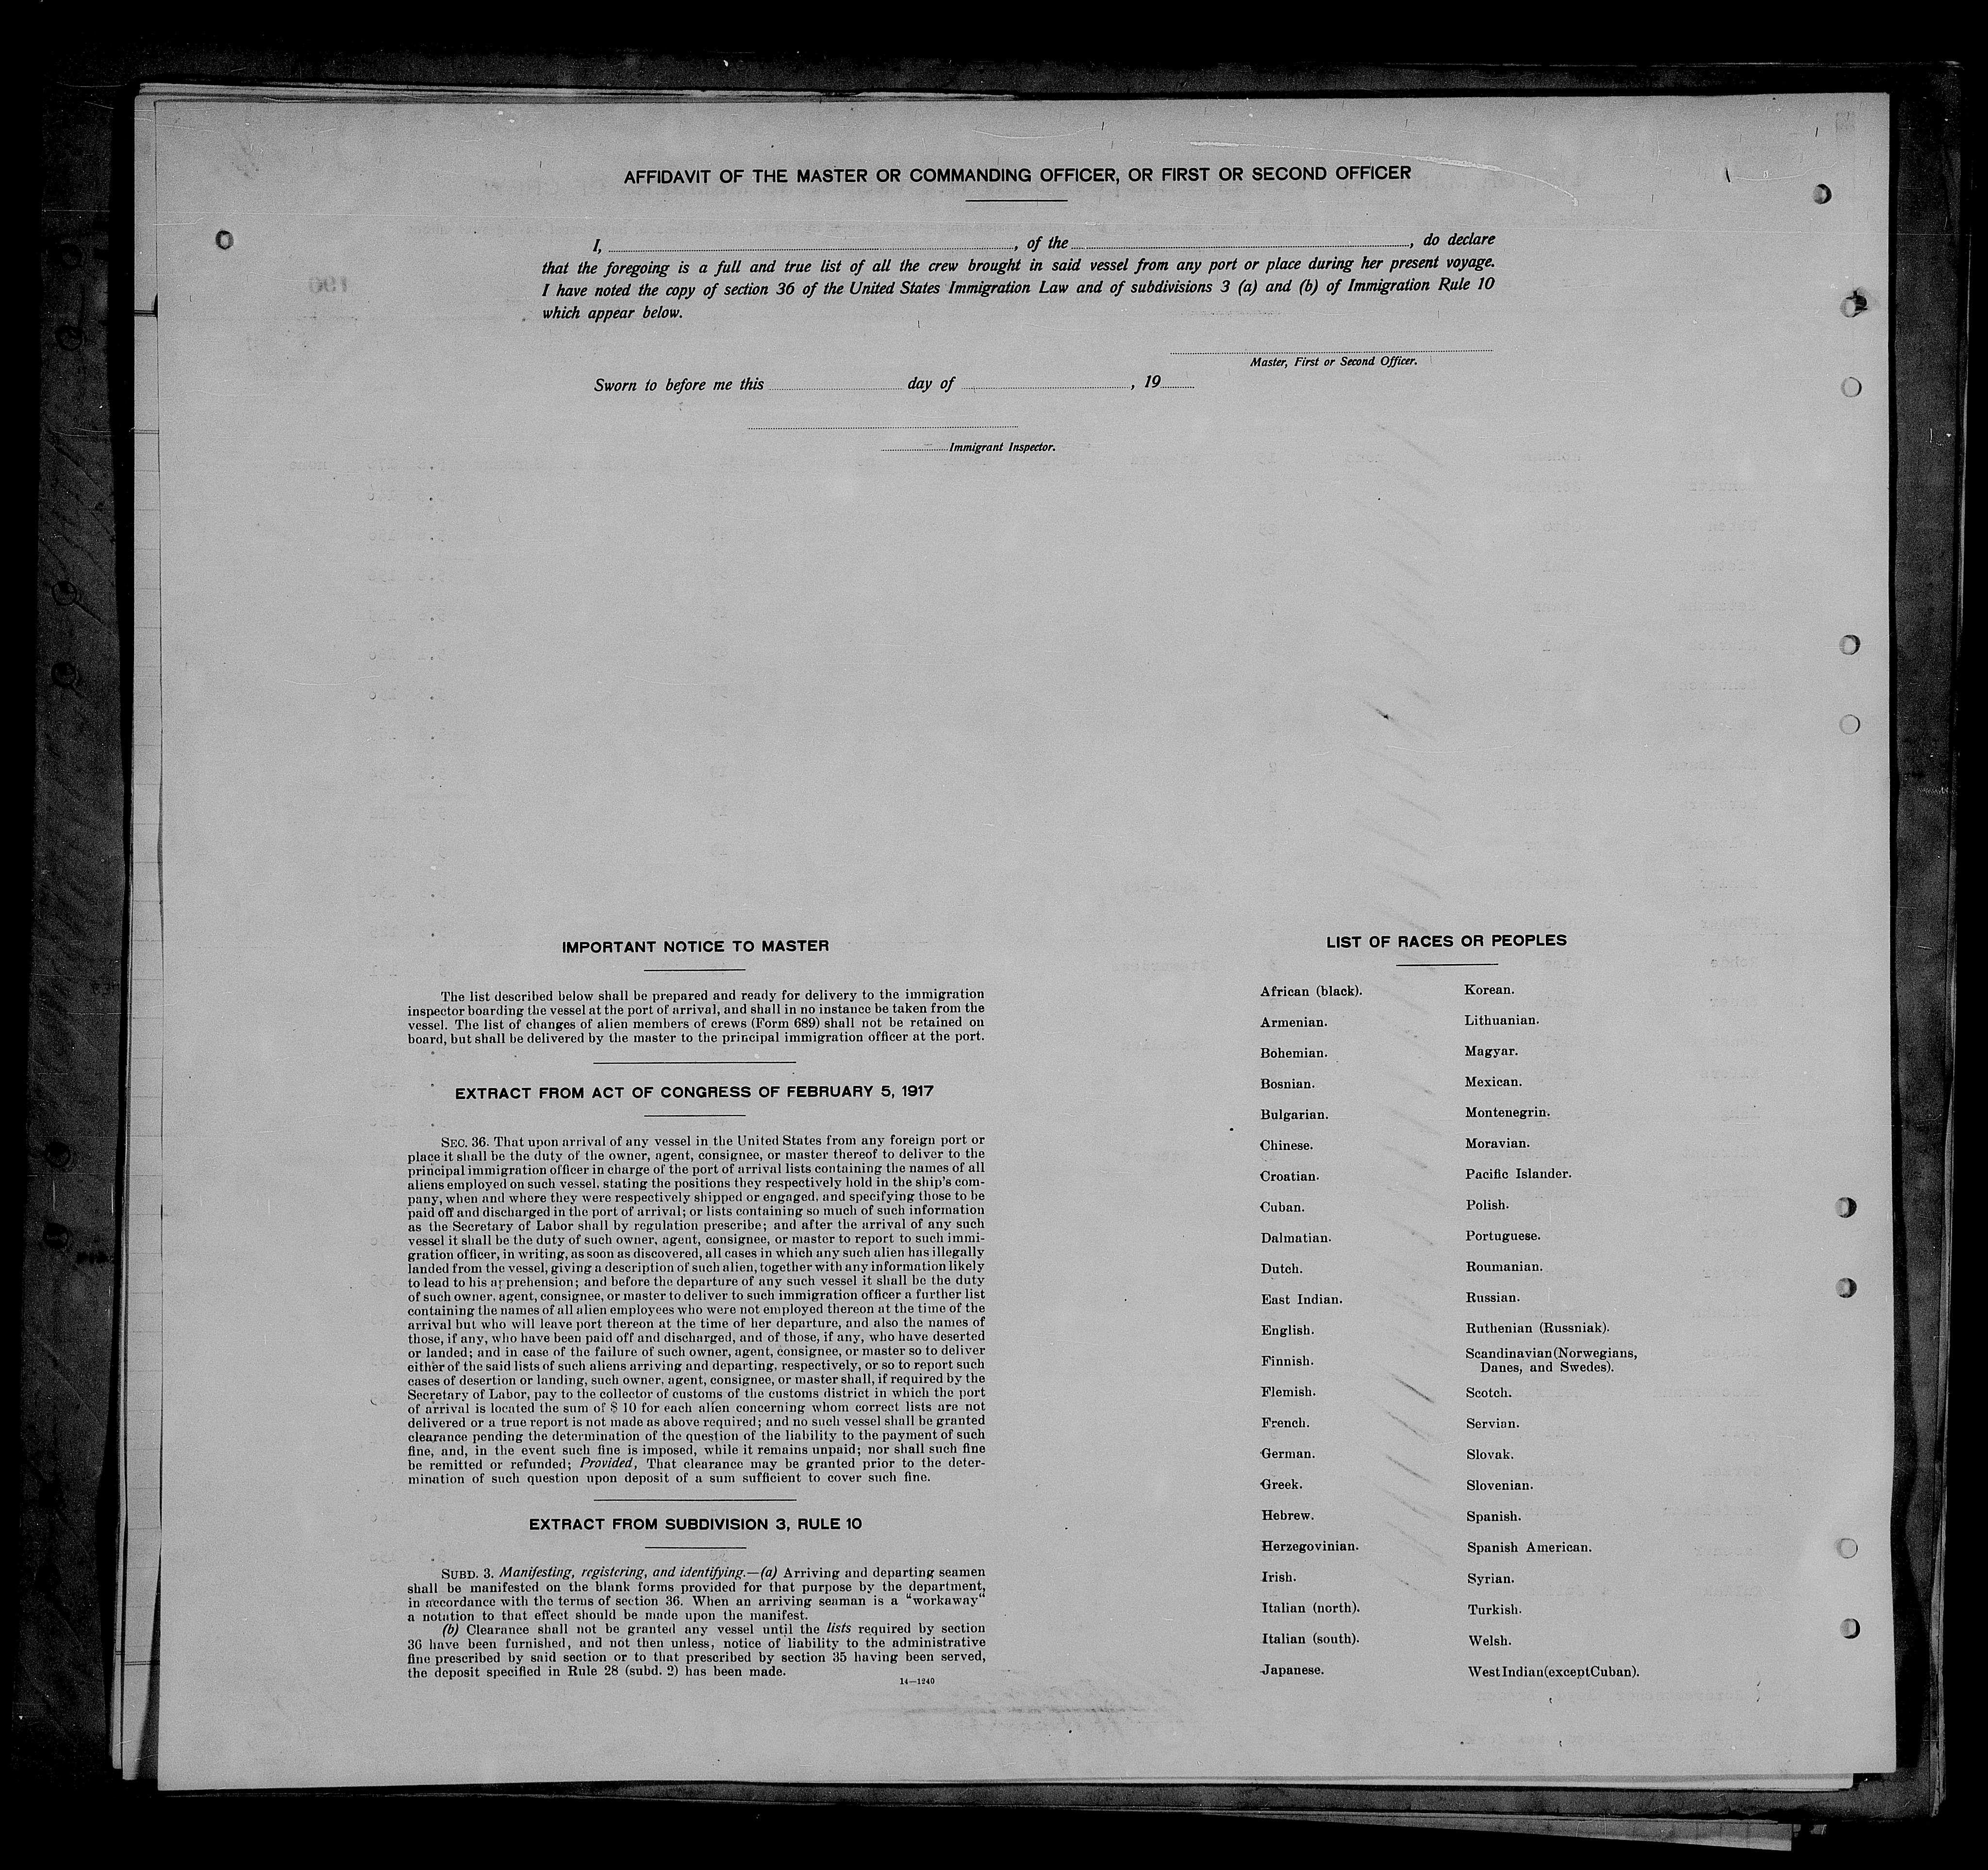 AFFIDAVIT OF THE MASTER OR COMMANDING OFFICER, OR FIRST OR SECOND OFFICER
I, , of the , do declare
that the foregoing is a full and true list of all the crew brought in said vessel from any port or place during her present voyage.
I have noted the copy of section 36 of the United States Immigration Law and of subdivisions 3 (a) and (b) of Immigration Rule 10
which appear below.
Master, First or Second Officer.
Sworn to before me this day of , 19
Immigrant Inspector.
IMPORTANT NOTICE TO MASTER
The list described below shall be prepared and ready for delivery to the immigration
inspector boarding the vessel at the port of arrival, and shall in no instance be taken from the
vessel. The list of changes of alien members of crews (Form 689) shall not be retained on
board, but shall be delivered by the master to the principal immigration officer at the port.
EXTRACT FROM ACT OF CONGRESS OF FEBRUARY 5, 1917
SEC. 36. That upon arrival of any vessel in the United States from any foreign port or
place it shall be the duty of the owner, agent, consignee, or master thereof to deliver to the
principal immigration officer in charge of the port of arrival lists containing the names of all
aliens employed on such vessel, stating the positions they respectively hold in the ship's com-
pany, when and where they were respectively shipped or engaged, and specifying those to be
paid off and discharged in the port of arrival; or lists containing so much of such information
as the Secretary of Labor shall by regulation prescribe; and after the arrival of any such
vessel it shall be the duty of such owner, agent, consignee, or master to report to such immi-
gration officer, in writing, as soon as discovered, all cases in which any such alien has illegally
landed from the vessel, giving a description of such alien, together with any information likely
to lead to his apprehension; and before the departure of any such vessel it shall be the duty
of such owner, agent, consignee, or master to deliver to such immigration officer a further list
containing the names of all alien employees who were not employed thereon at the time of the
arrival but who will leave port thereon at the time of her departure, and also the names of
those, if any, who have been paid off and discharged, and of those, if any, who have deserted
or landed; and in case of the failure of such owner, agent, consignee, or master so to deliver
either of the said lists of such aliens arriving and departing, respectively, or so to report such
cases of desertion or landing, such owner, agent, consignee, or master shall, if required by the
Secretary of Labor, pay to the collector of customs of the customs district in which the port
of arrival is located the sum of $ 10 for each alien concerning whom correct lists are not
delivered or a true report is not made as above required; and no such vessel shall be granted
clearance pending the determination of the question of the liability to the payment of such
fine, and, in the event such fine is imposed, while it remains unpaid; nor shall such fine
be remitted or refunded; Provided, That clearance may be granted prior to the deter-
mination of such question upon deposit of a sum sufficient to cover such fine.
EXTRACT FROM SUBDIVISION 3, RULE 10
SUBD. 3. Manifesting, registering, and identifying.—(a) Arriving and departing seamen
shall be manifested on the blank forms provided for that purpose by the department,
in accordance with the terms of section 36. When an arriving seaman is a "workaway"
a notation to that effect should be made upon the manifest.
(b) Clearance shall not be granted any vessel until the lists required by section
36 have been furnished, and not then unless, notice of liability to the administrative
fine prescribed by said section or to that prescribed by section 35 having been served,
the deposit specified in Rule 28 (subd. 2) has been made.
14—1240
LIST OF RACES OR PEOPLES
African (black).
Armenian.
Bohemian.
Bosnian.
Bulgarian.
Chinese.
Croatian.
Cuban.
Dalmatian.
Dutch.
East Indian.
English.
Finnish.
Flemish.
French.
German.
Greek.
Hebrew.
Herzegovinian.
Irish.
Italian (north).
Italian (south).
Japanese.
Korean.
Lithuanian.
Magyar.
Mexican.
Montenegrin.
Moravian.
Pacific Islander.
Polish.
Portuguese.
Roumanian.
Russian.
Ruthenian (Russniak).
Scandinavian (Norwegians,
Danes, and Swedes).
Scotch.
Servian.
Slovak.
Slovenian.
Spanish.
Spanish American.
Syrian.
Turkish.
Welsh.
West Indian (except Cuban).